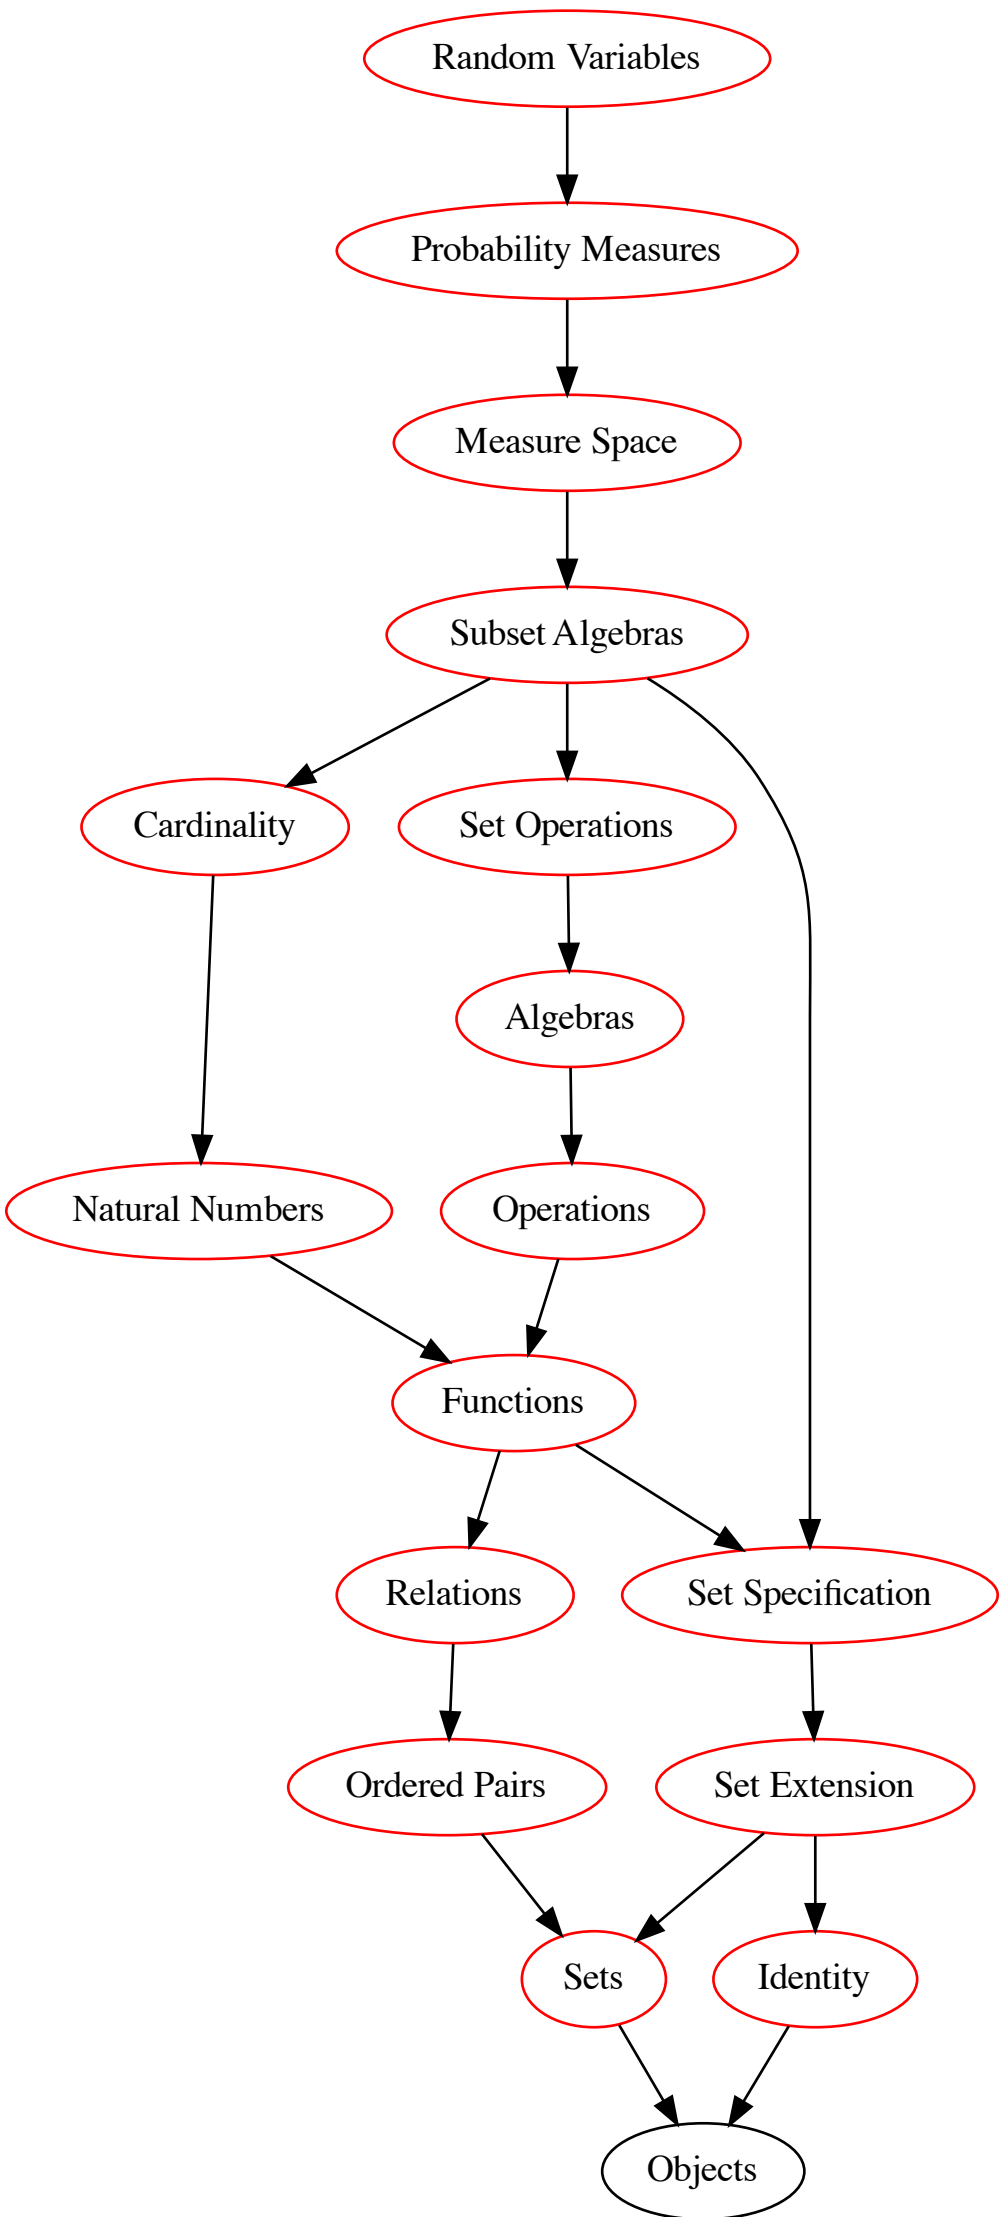 Random Variables
Probability Measures
Measure Space
Subset Algebras
Cardinality
Set Operations
Algebras
Natural Numbers
Operations
Functions
Relations
Set Specification
Ordered Pairs
Set Extension
Sets
Identity
Objects